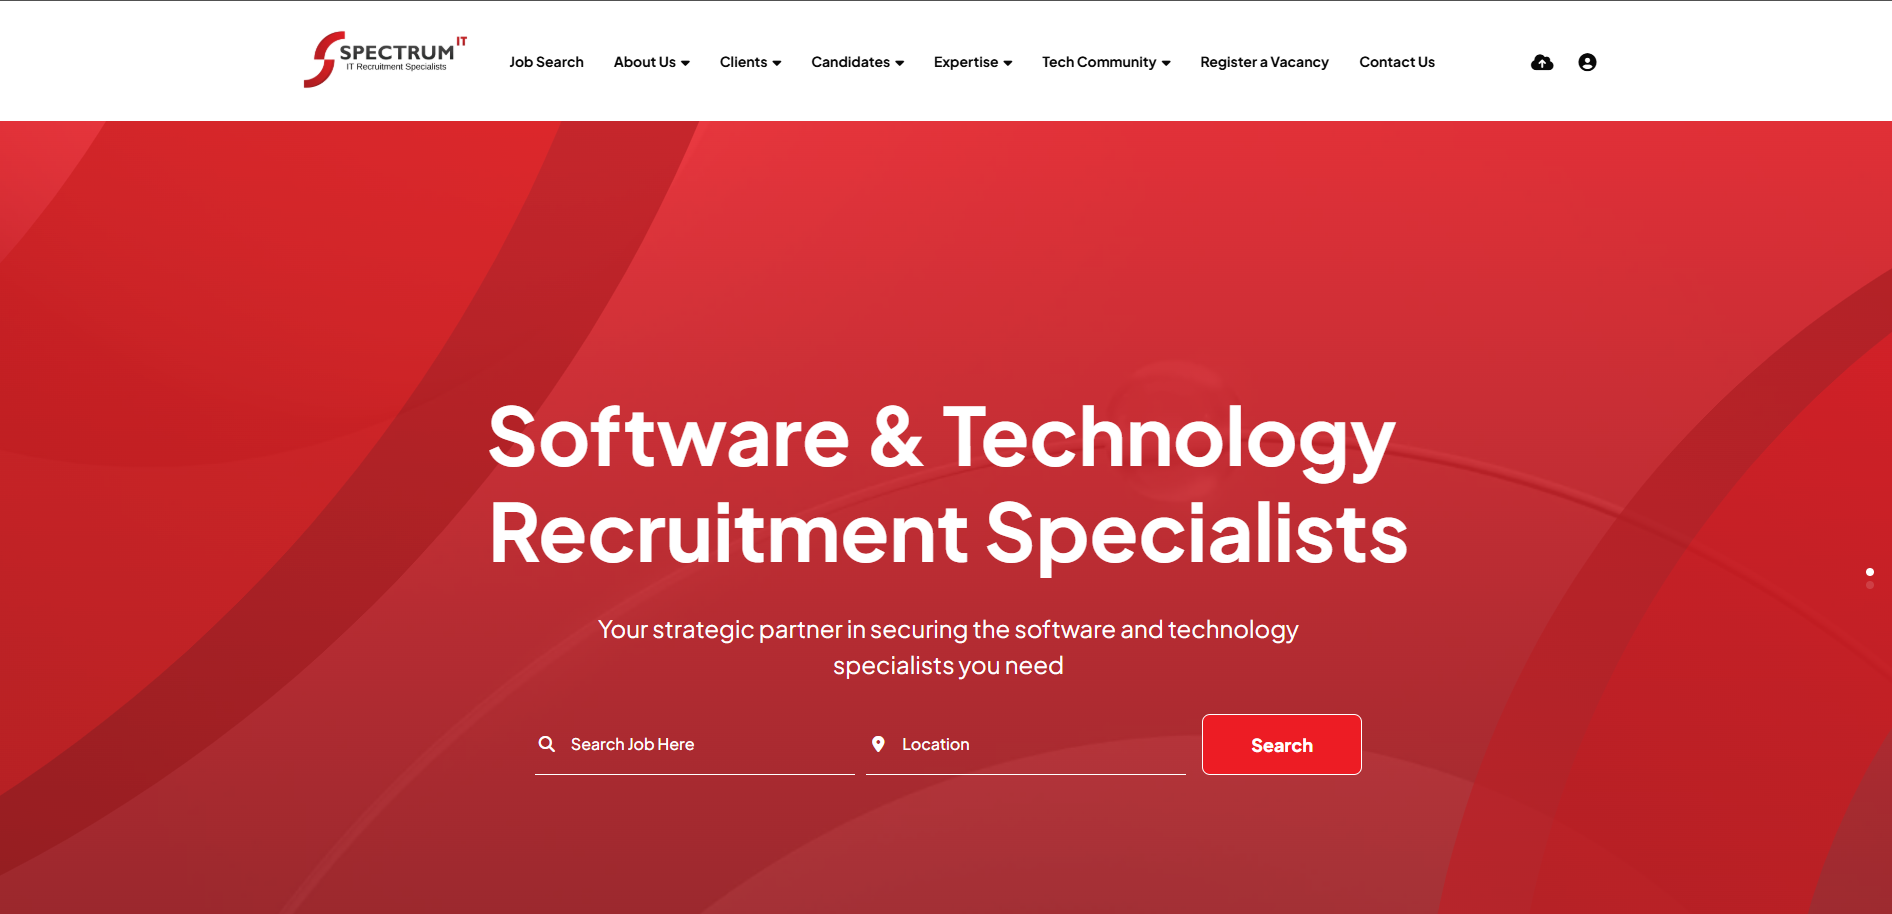 SPECTRUM IT
IT Recruitment Specialists
Job Search
About Us
Clients
Candidates
Expertise
Tech Community
Register a Vacancy
Contact Us
Software & Technology
Recruitment Specialists
Your strategic partner in securing the software and technology
specialists you need
Search Job Here
Location
Search